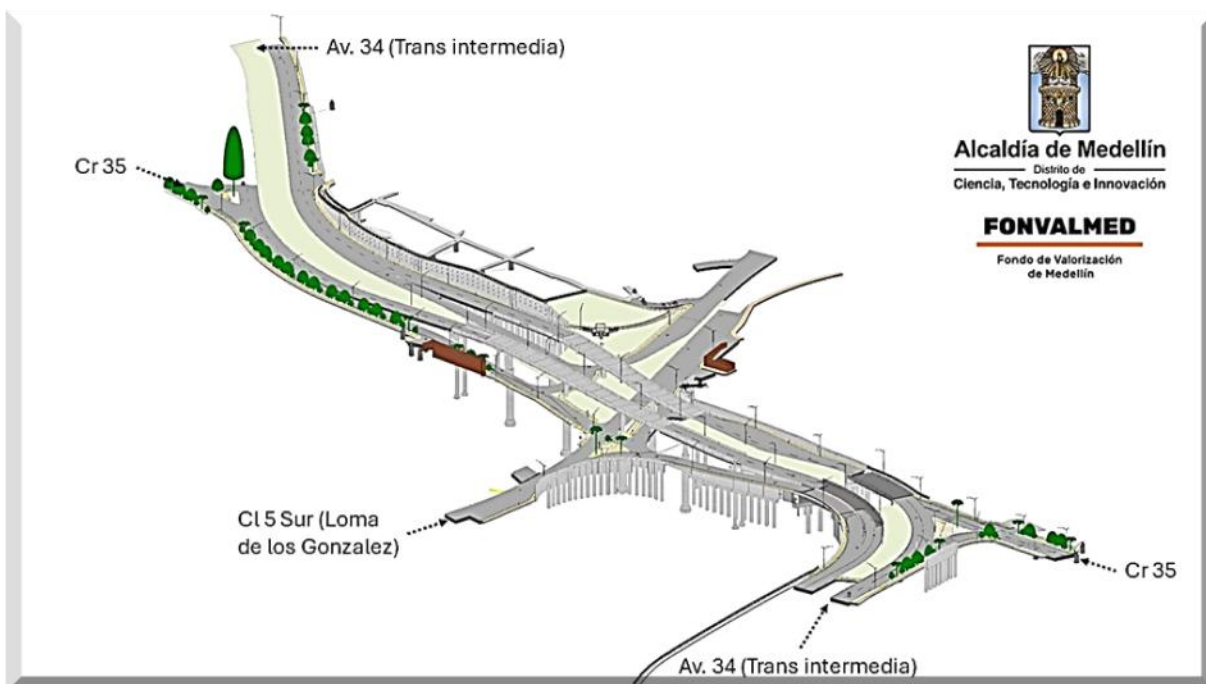 Av. 34 (Trans intermedia)
Cr 35
Alcaldía de Medellín
Distrito de
Ciencia, Tecnología e Innovación
FONVALMED
Fondo de Valorización
de Medellín
Cl 5 Sur (Loma
de los Gonzalez)
Cr 35
Av. 34 (Trans intermedia)